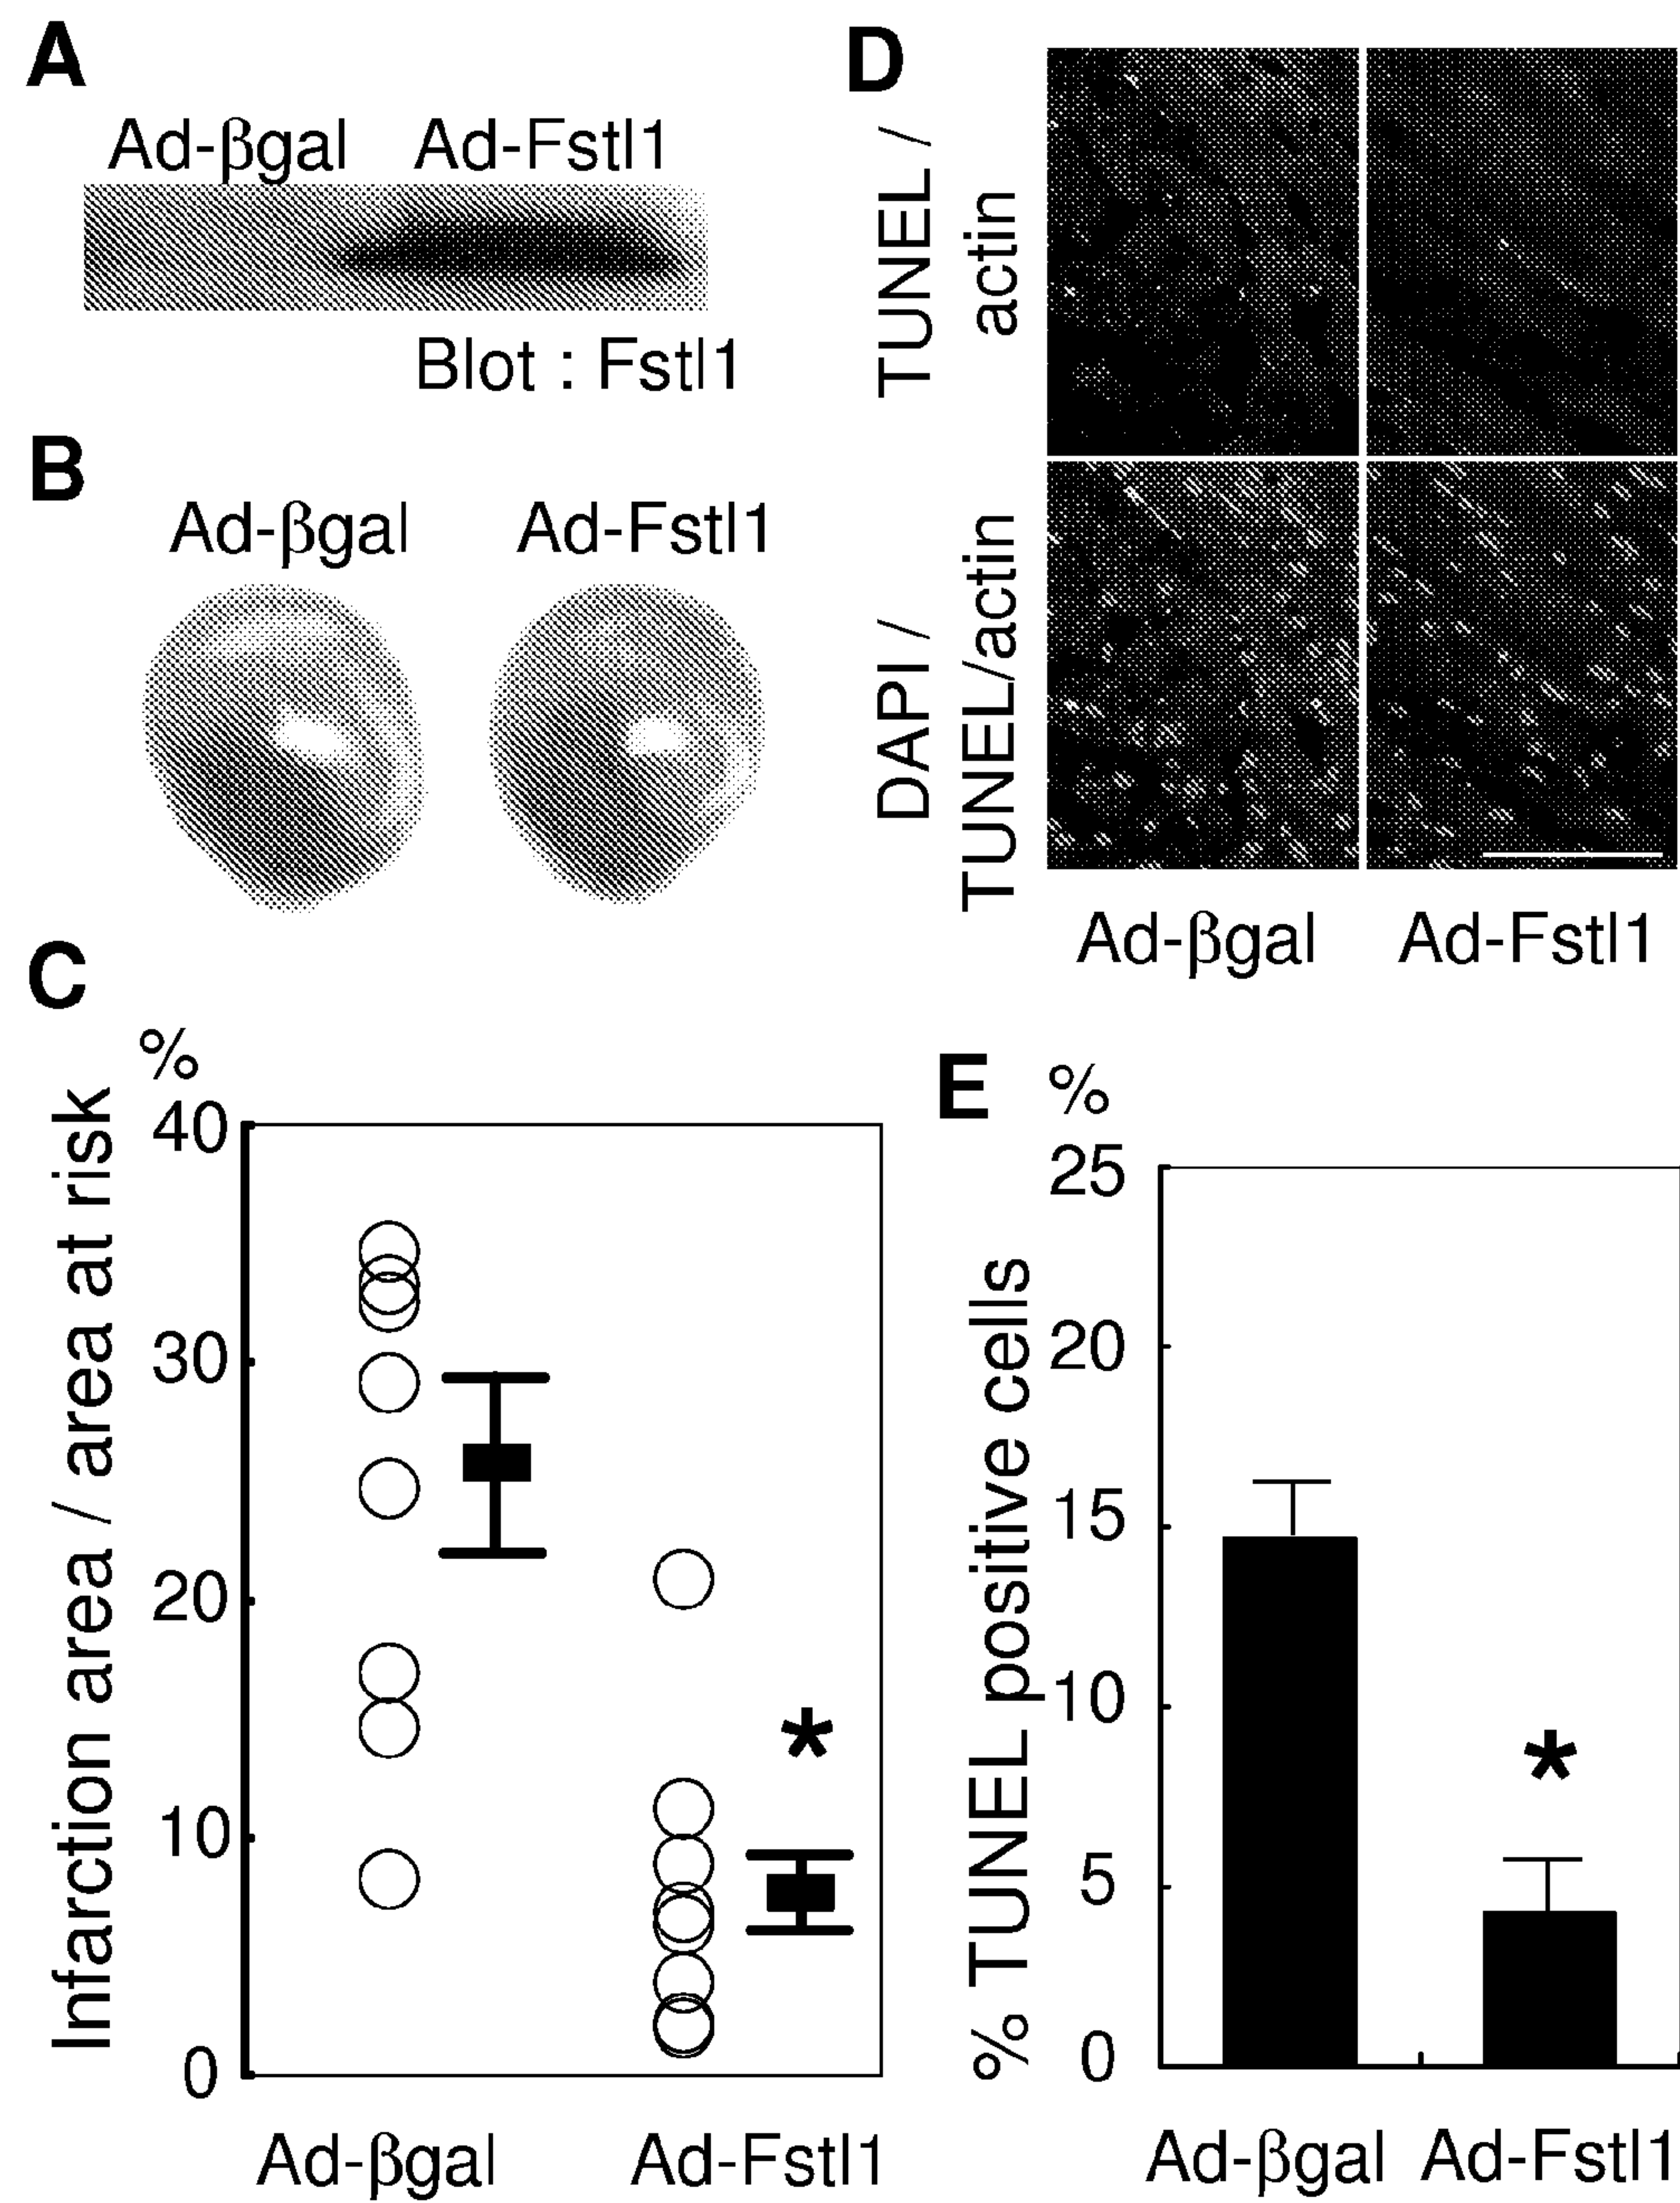 A
Ad-βgal
Ad-Fstl1
Blot : Fstl1
B
Ad-βgal
Ad-Fstl1
C
%
Infarction area / area at risk
40
30
20
10
0
*
Ad-βgal
Ad-Fstl1
D
TUNEL /
actin
DAPI /
TUNEL/actin
Ad-βgal
Ad-Fstl1
E
%
% TUNEL positive cells
25
20
15
10
5
0
*
Ad-βgal
Ad-Fstl1